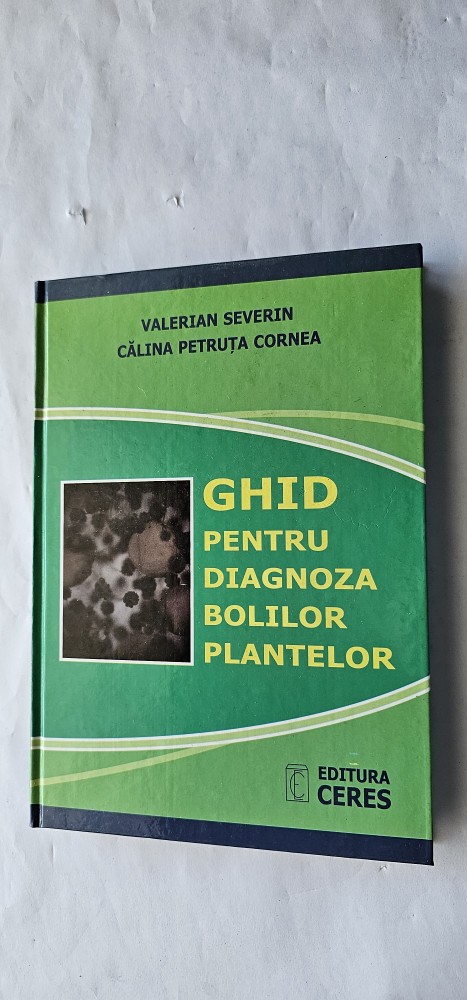 VALERIAN SEVERIN
CĂLINA PETRUȚA CORNEA
GHID
PENTRU
DIAGNOZA
BOLILOR
PLANTELOR
EDITURA
CERES